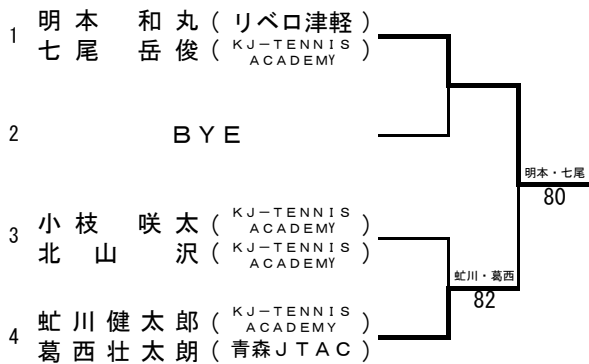 1
明本 和丸（リベロ津軽）
七尾 岳俊（KJ-TENNIS ACADEMY）
2
BYE
明本・七尾
80
3
小枝 咲太（KJ-TENNIS ACADEMY）
北山 沢（KJ-TENNIS ACADEMY）
虻川・葛西
82
4
虻川健太郎（KJ-TENNIS ACADEMY）
葛西壮太朗（青森JTAC）